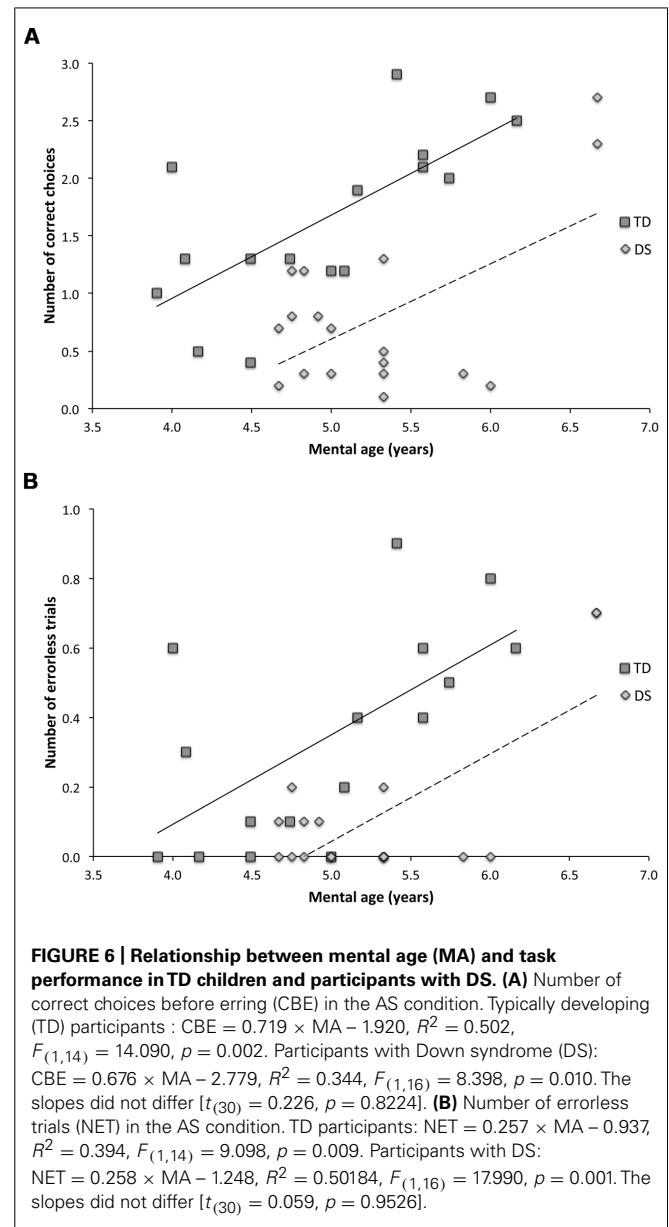 A
3.0
2.5
2.0
1.5
1.0
0.5
0.0
Number of correct choices
TD
DS
3.5 4.0 4.5 5.0 5.5 6.0 6.5 7.0
Mental age (years)
B
1.0
0.8
0.6
0.4
0.2
0.0
Number of errorless trials
TD
DS
3.5 4.0 4.5 5.0 5.5 6.0 6.5 7.0
Mental age (years)
FIGURE 6 | Relationship between mental age (MA) and task
performance in TD children and participants with DS. (A) Number of
correct choices before erring (CBE) in the AS condition. Typically developing
(TD) participants : CBE = 0.719 × MA – 1.920, R² = 0.502,
F(1,14) = 14.090, p = 0.002. Participants with Down syndrome (DS):
CBE = 0.676 × MA – 2.779, R² = 0.344, F(1,16) = 8.398, p = 0.010. The
slopes did not differ [t(30) = 0.226, p = 0.8224]. (B) Number of errorless
trials (NET) in the AS condition. TD participants: NET = 0.257 × MA – 0.937,
R² = 0.394, F(1,14) = 9.098, p = 0.009. Participants with DS:
NET = 0.258 × MA – 1.248, R² = 0.50184, F(1,16) = 17.990, p = 0.001. The
slopes did not differ [t(30) = 0.059, p = 0.9526].